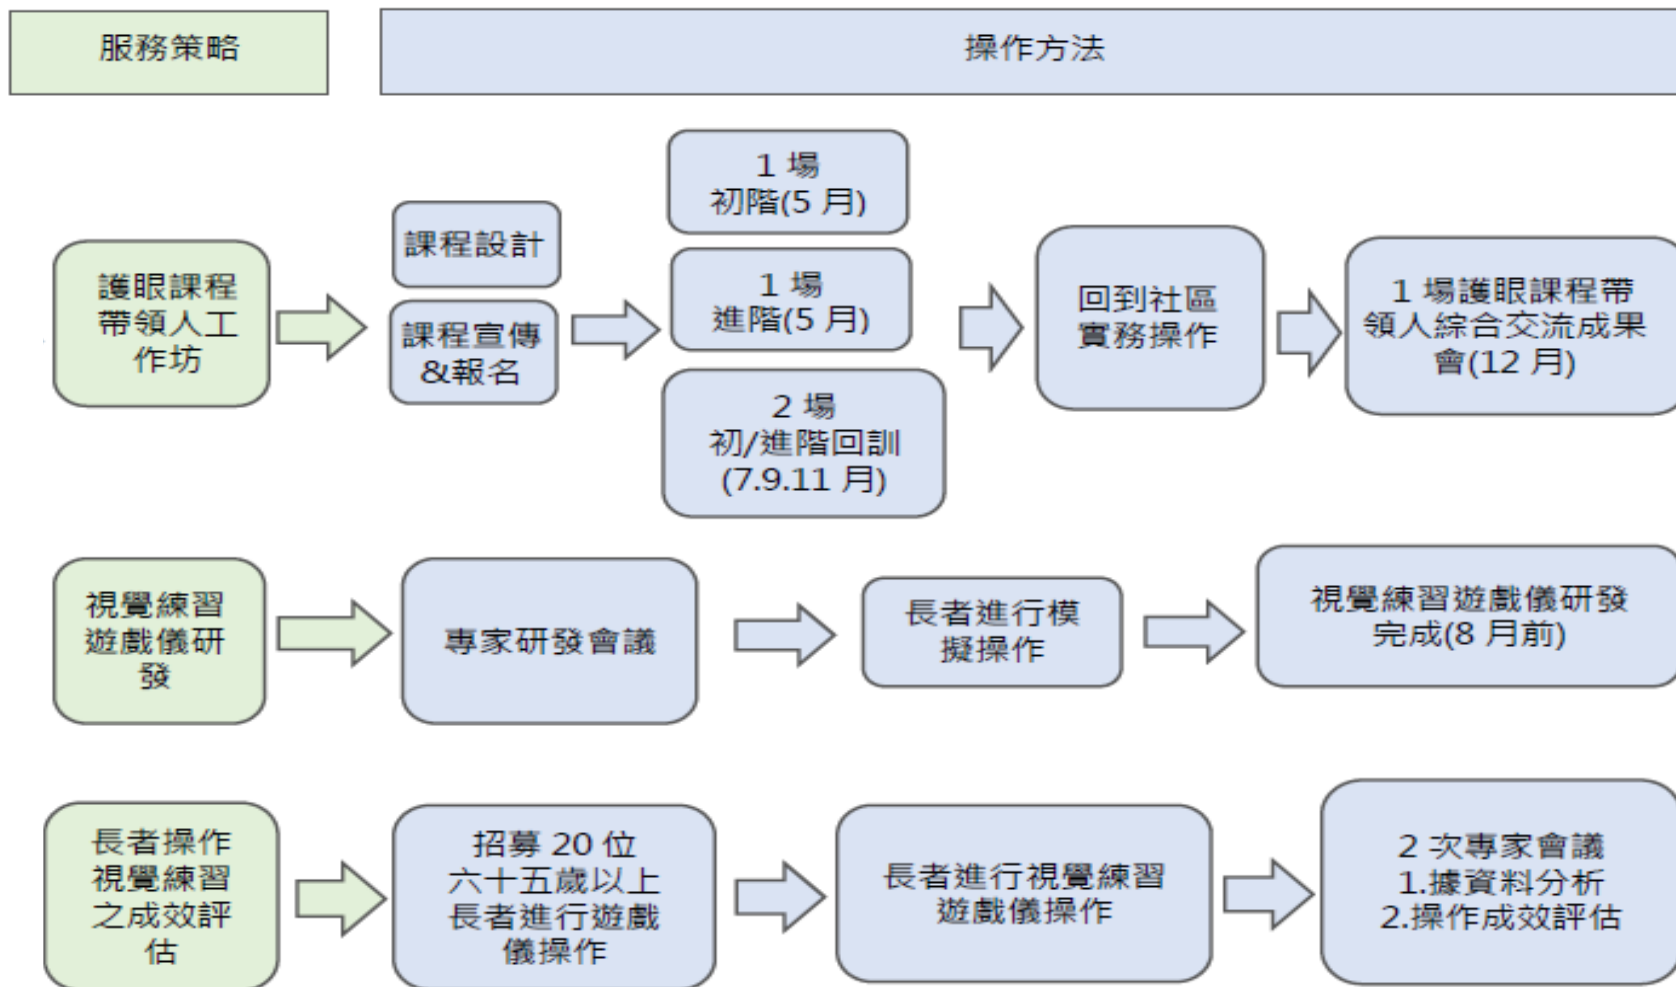 服務策略
操作方法
護眼課程
帶領人工
作坊
課程設計
課程宣傳
&報名
1 場
初階(5 月)
1 場
進階(5 月)
2 場
初/進階回訓
(7.9.11 月)
回到社區
實務操作
1 場護眼課程帶
領人綜合交流成果
會(12 月)
視覺練習
遊戲儀研
發
專家研發會議
長者進行模
擬操作
視覺練習遊戲儀研發
完成(8 月前)
長者操作
視覺練習
之成效評
估
招募 20 位
六十五歲以上
長者進行遊戲
儀操作
長者進行視覺練習
遊戲儀操作
2 次專家會議
1.據資料分析
2.操作成效評估